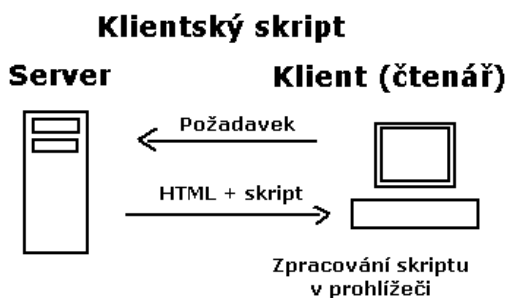 Klientský skript
Server
Klient (čtenář)
Požadavek
HTML + skript
Zpracování skriptu
v prohlížeči